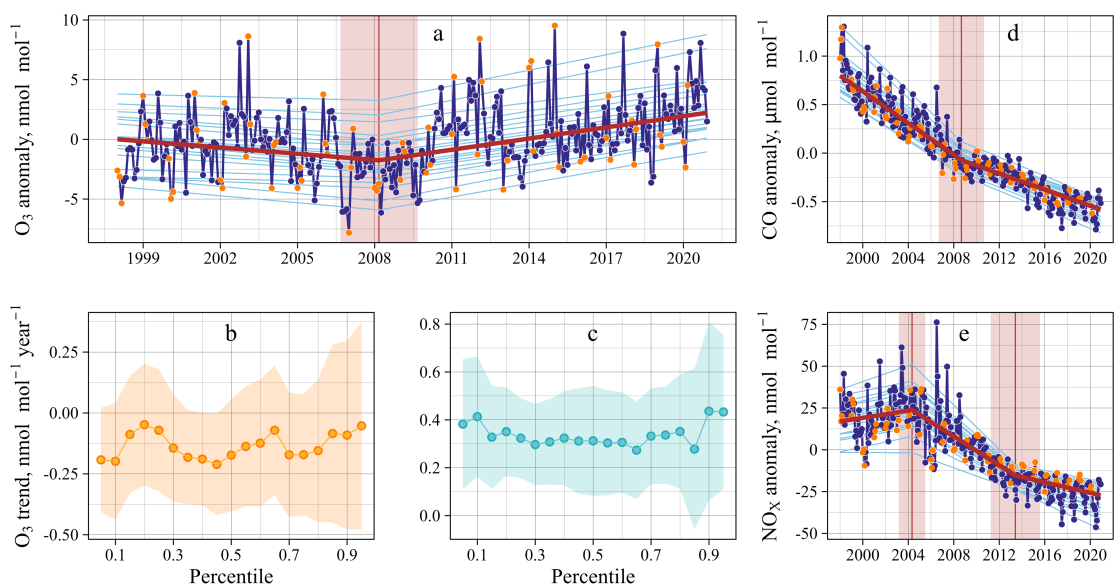 a
O₃ anomaly, nmol mol⁻¹
10
5
0
-5
1999 2002 2005 2008 2011 2014 2017 2020
d
CO anomaly, μmol mol⁻¹
1.0
0.5
0.0
-0.5
2000 2004 2008 2012 2016 2020
b
O₃ trend, nmol mol⁻¹ year⁻¹
0.25
0.00
-0.25
-0.50
0.1 0.3 0.5 0.7 0.9
Percentile
c
0.8
0.6
0.4
0.2
0.0
0.1 0.3 0.5 0.7 0.9
Percentile
e
NOX anomaly, nmol mol⁻¹
75
50
25
0
-25
-50
2000 2004 2008 2012 2016 2020